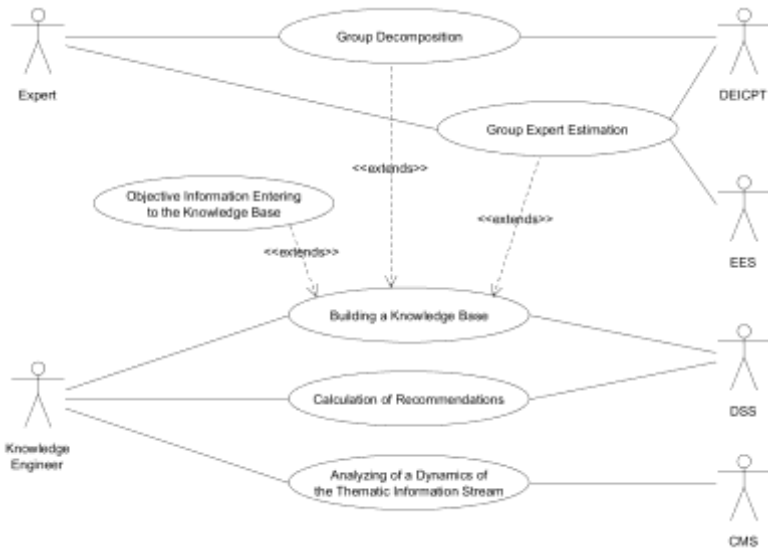 Group Decomposition
Expert
DEICPT
Group Expert Estimation
<<extends>>
Objective Information Entering
to the Knowledge Base
<<extends>>
<<extends>>
EES
Building a Knowledge Base
Calculation of Recommendations
DSS
Knowledge
Engineer
Analyzing of a Dynamics of
the Thematic Information Stream
CMS